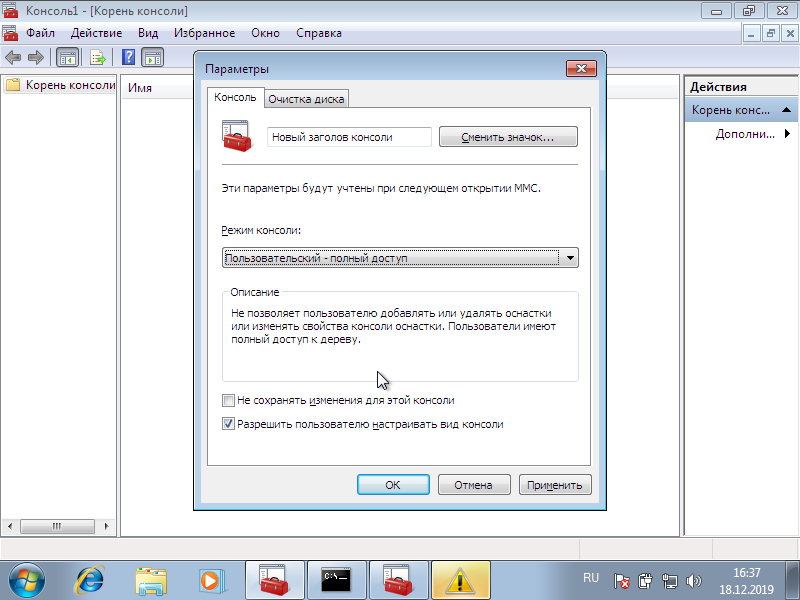 Консоль1 - [Корень консоли]
Файл Действие Вид Избранное Окно Справка
Корень консоли
Имя
Действия
Корень конс...
Дополни...
Параметры
Консоль
Очистка диска
Новый заголов консоли
Сменить значок...
Эти параметры будут учтены при следующем открытии MMC.
Режим консоли:
Пользовательский - полный доступ
Описание
Не позволяет пользователю добавлять или удалять оснастки
или изменять свойства консоли оснастки. Пользователи имеют
полный доступ к дереву.
Не сохранять изменения для этой консоли
Разрешить пользователю настраивать вид консоли
ОК
Отмена
Применить
C:\_
RU
16:37
18.12.2019